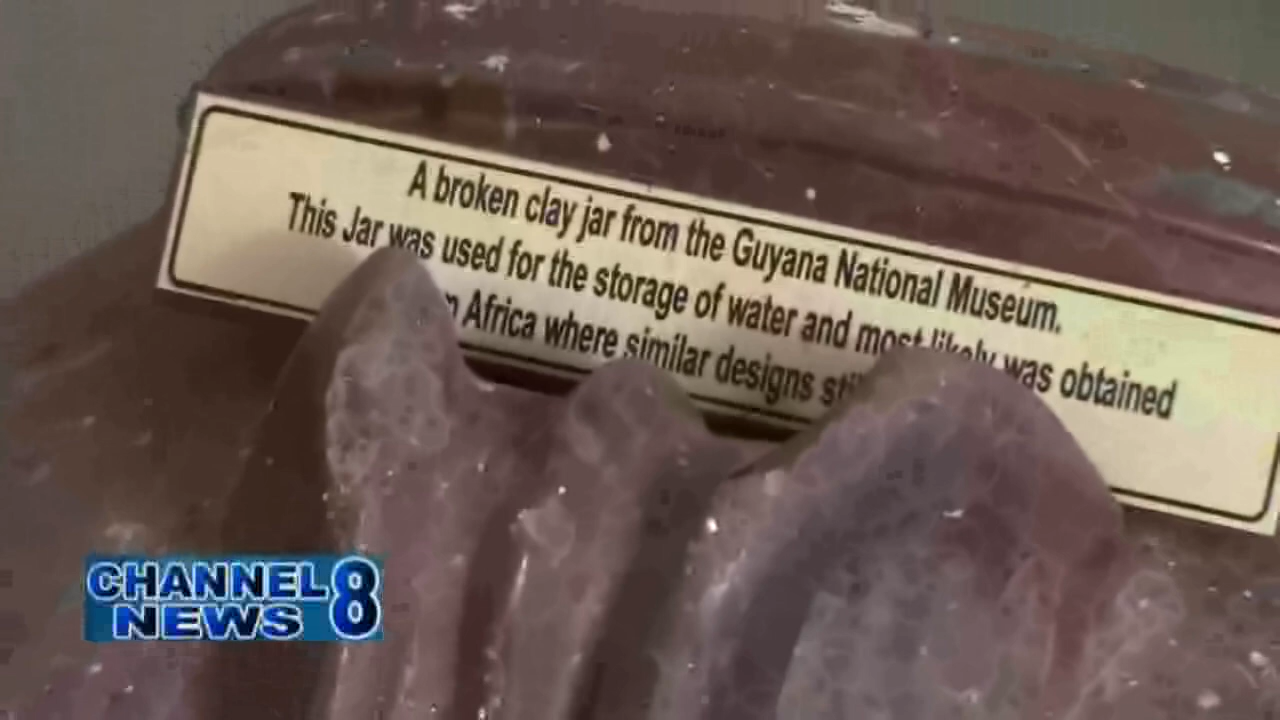 A broken clay jar from the Guyana National Museum.
This Jar was used for the storage of water and most likely was obtained
Africa where similar designs
CHANNEL 8
NEWS